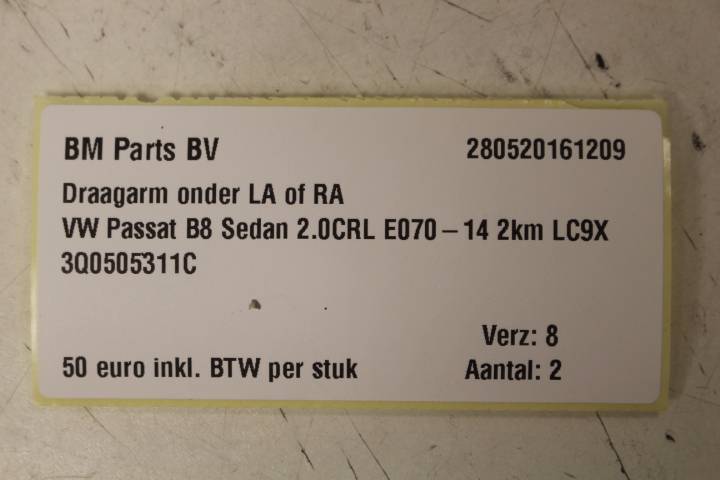 BM Parts BV 280520161209
Draagarm onder LA of RA
VW Passat B8 Sedan 2.0CRL E070-14 2km LC9X
3Q0505311C
Verz: 8
50 euro inkl. BTW per stuk Aantal: 2